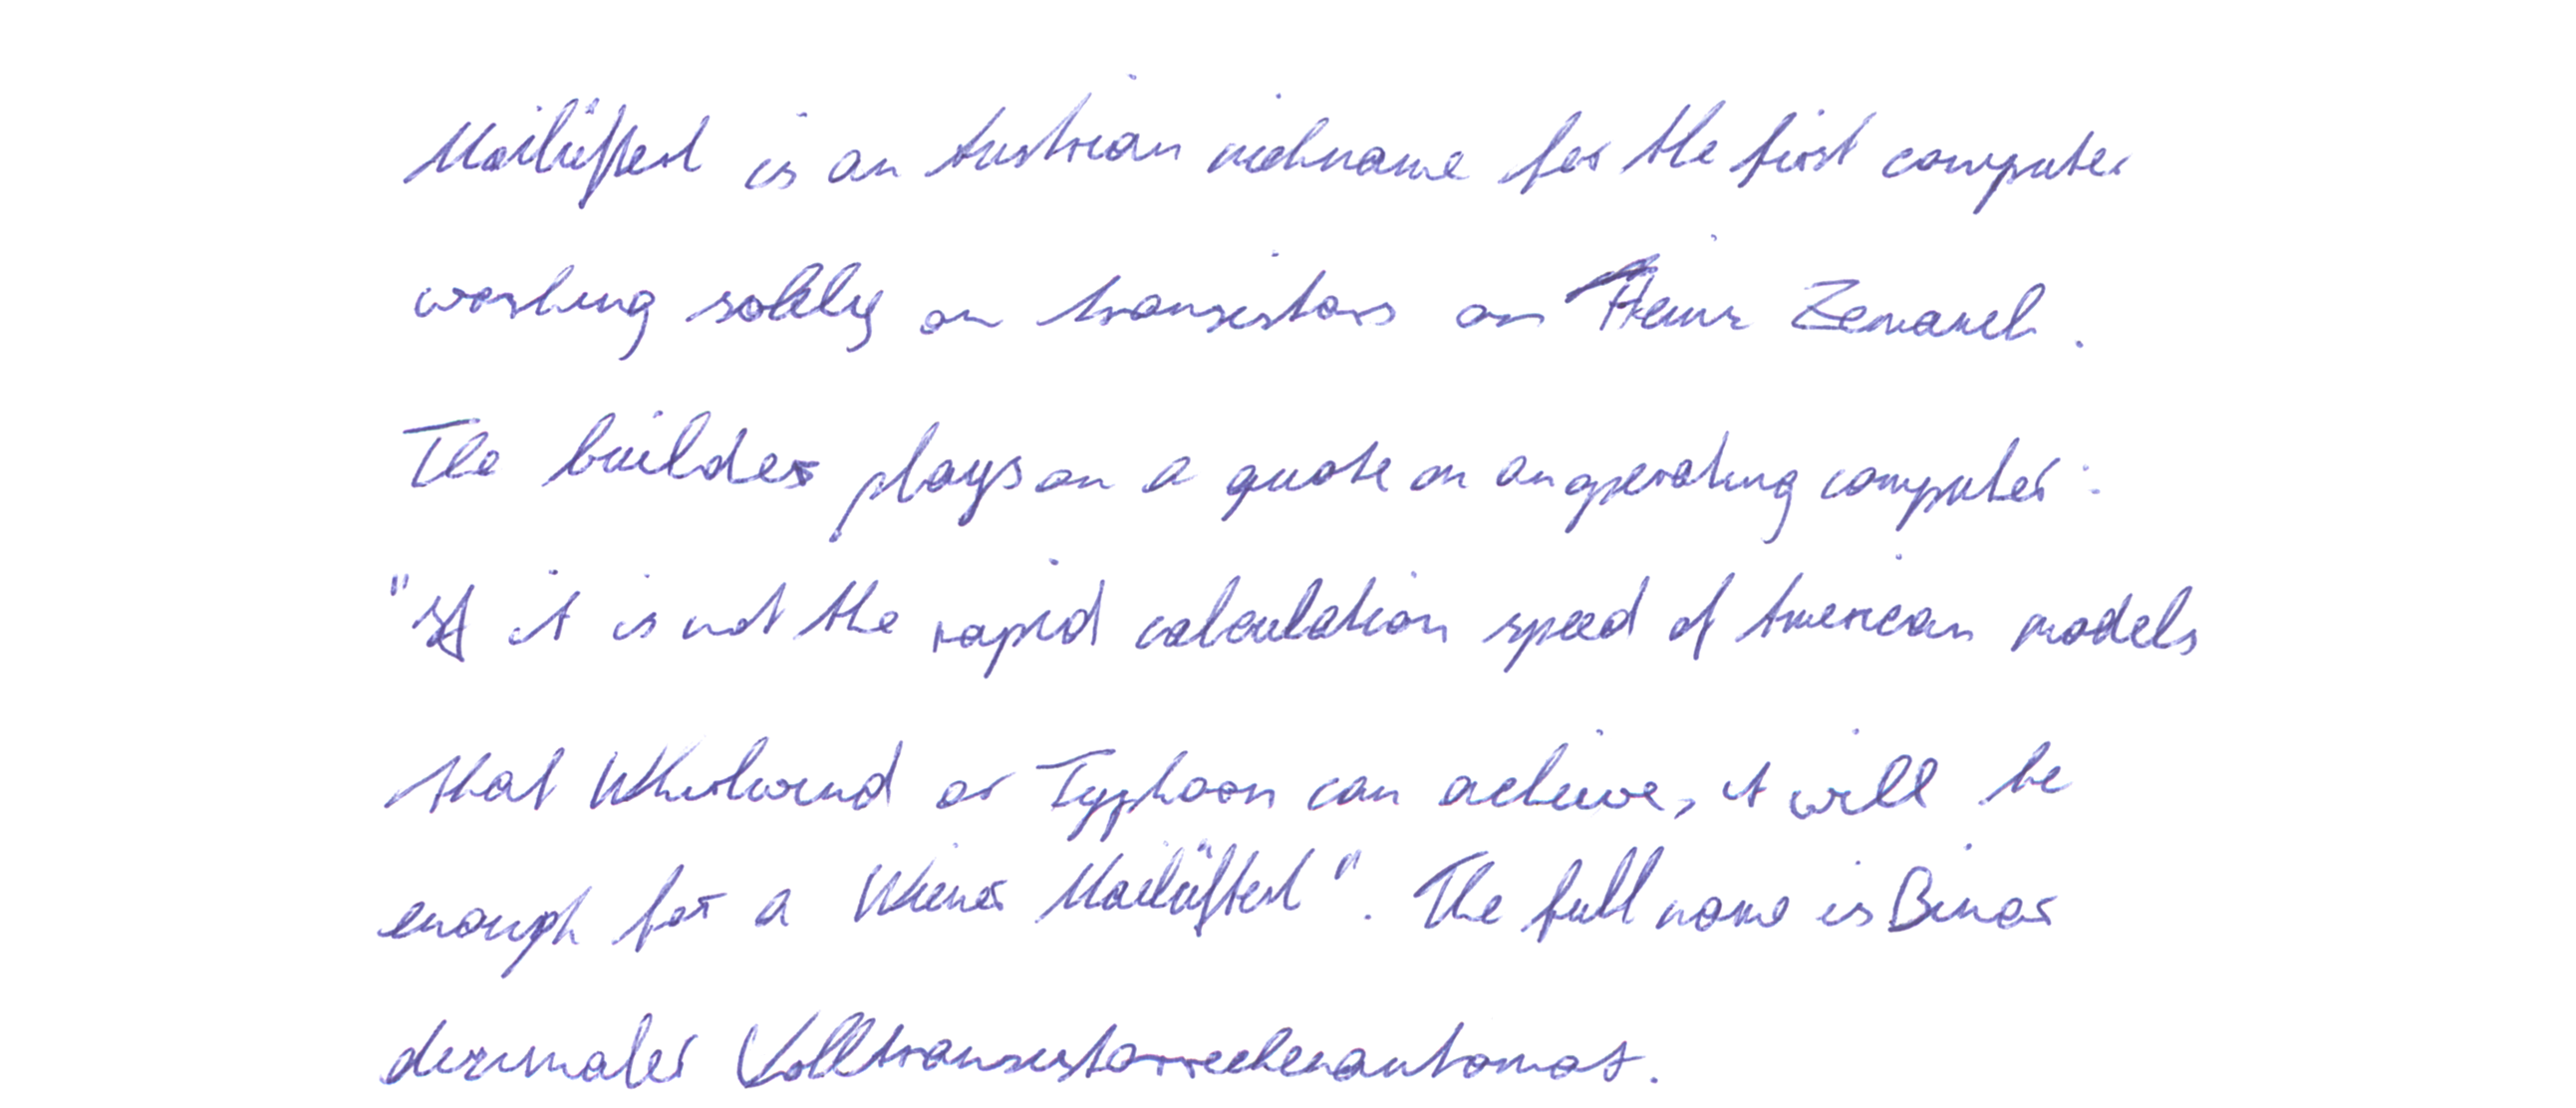 Mailüfterl is an Austrian nickname for the first computer
working solely on transistors on Heinz Zemanek.
The builder plays on a quote on an operating computer:
"If it is not the rapid calculation speed of American models
that Whirlwind or Typhoon can achieve, it will be
enough for a Wiener Mailüfterl". The full name is Binär
dezimaler Volltransistorrechenautomat.